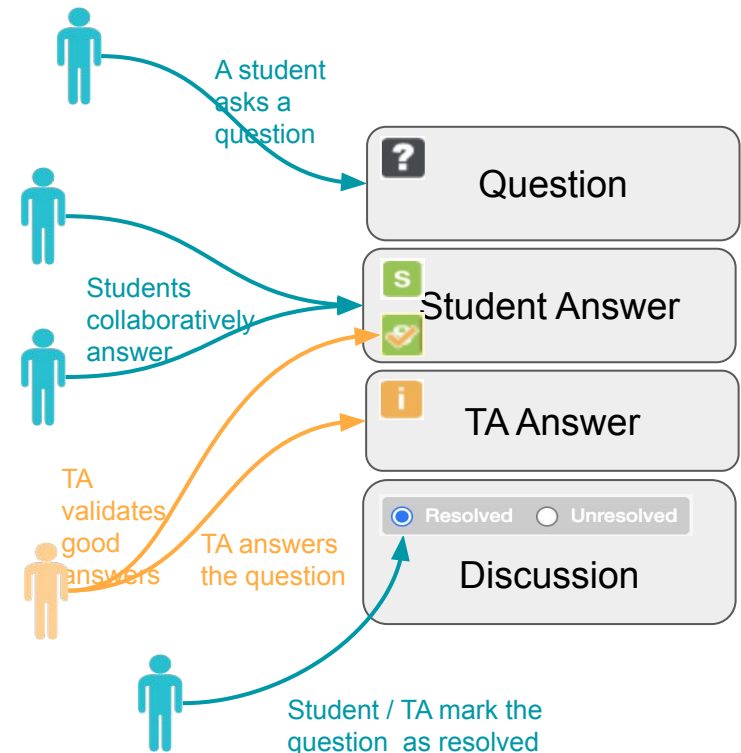 A student
asks a
question
?
Question
Students
collaboratively
answer
S
Student Answer
i
TA Answer
TA
validates
good
answers
TA answers
the question
Resolved Unresolved
Discussion
Student / TA mark the
question as resolved